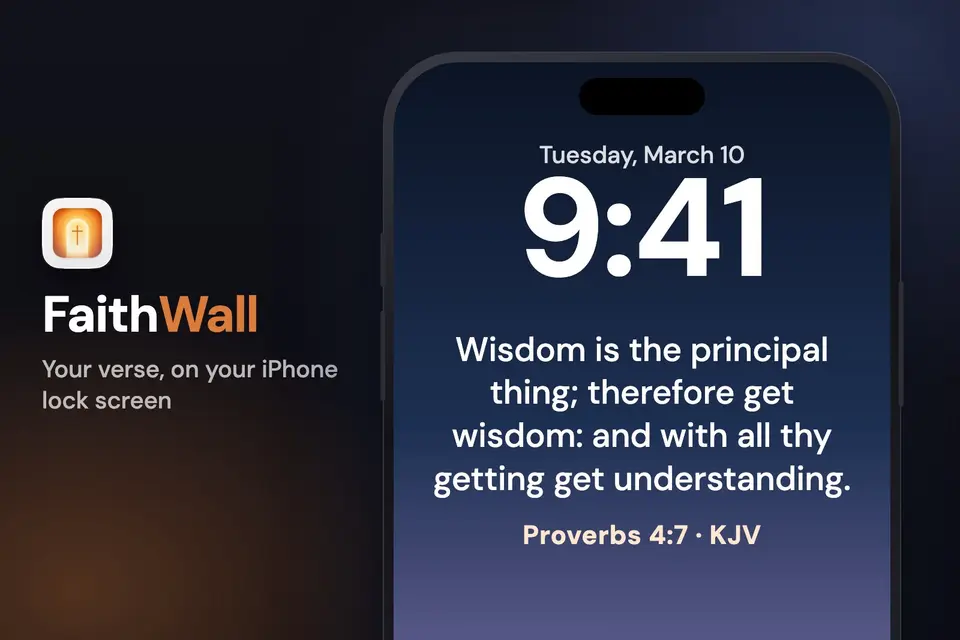 FaithWall
Your verse, on your iPhone
lock screen
Tuesday, March 10
9:41
Wisdom is the principal
thing; therefore get
wisdom: and with all thy
getting get understanding.
Proverbs 4:7 · KJV